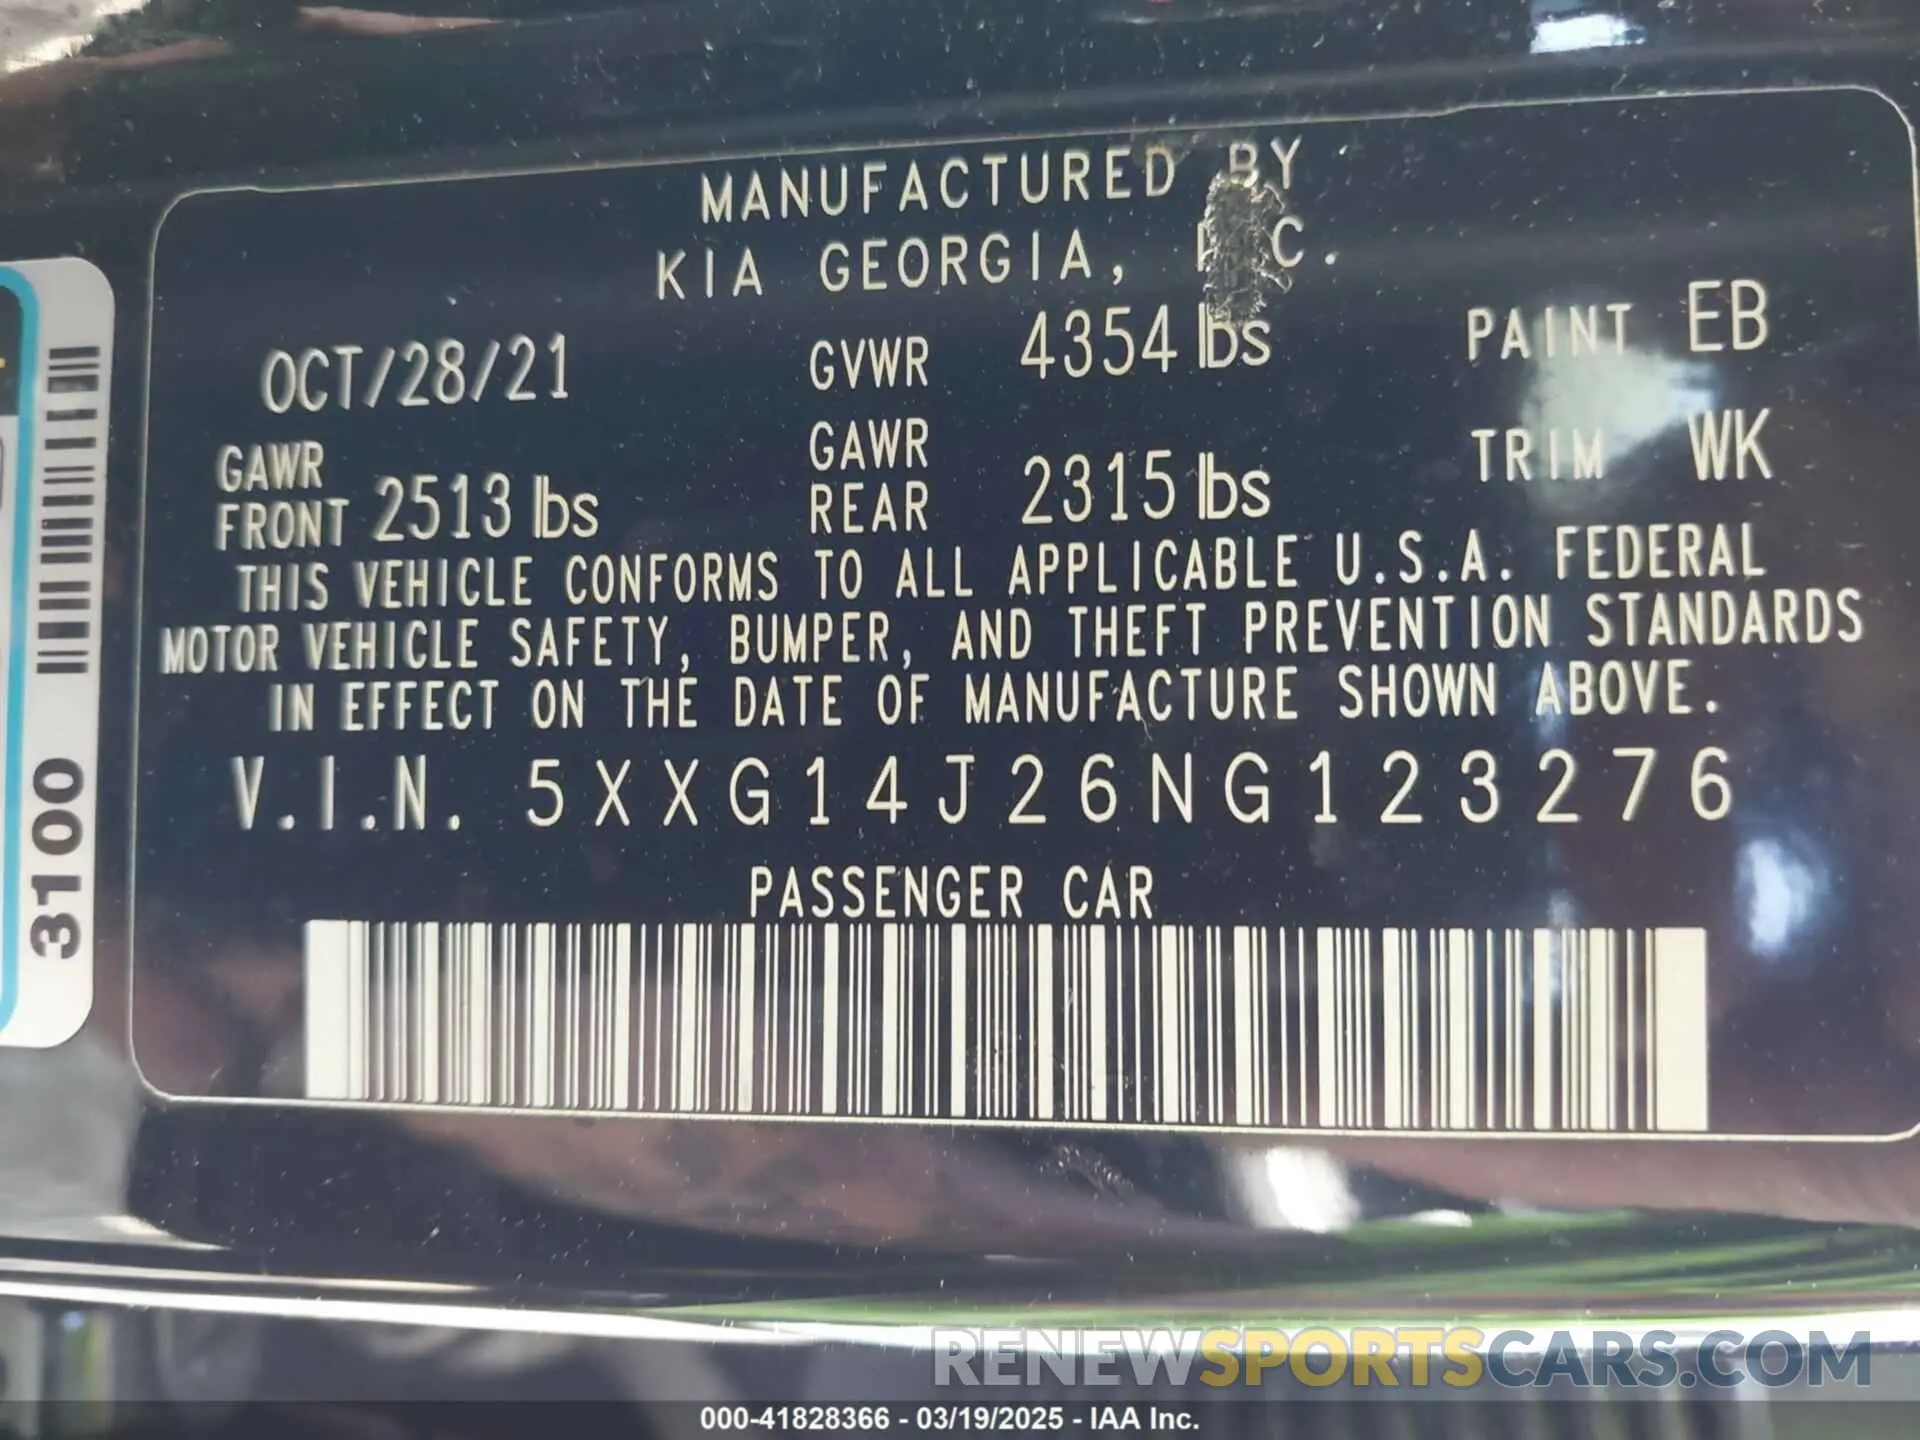 MANUFACTURED BY
KIA GEORGIA, INC.
OCT/28/21 GVWR 4354 lbs PAINT EB
GAWR FRONT 2513 lbs GAWR REAR 2315 lbs TRIM WK
THIS VEHICLE CONFORMS TO ALL APPLICABLE U.S.A. FEDERAL
MOTOR VEHICLE SAFETY, BUMPER, AND THEFT PREVENTION STANDARDS
IN EFFECT ON THE DATE OF MANUFACTURE SHOWN ABOVE.
V.I.N. 5XXG14J26NG123276
PASSENGER CAR
3100
RENEWSPORTSCARS.COM
000-41828366 - 03/19/2025 - IAA Inc.